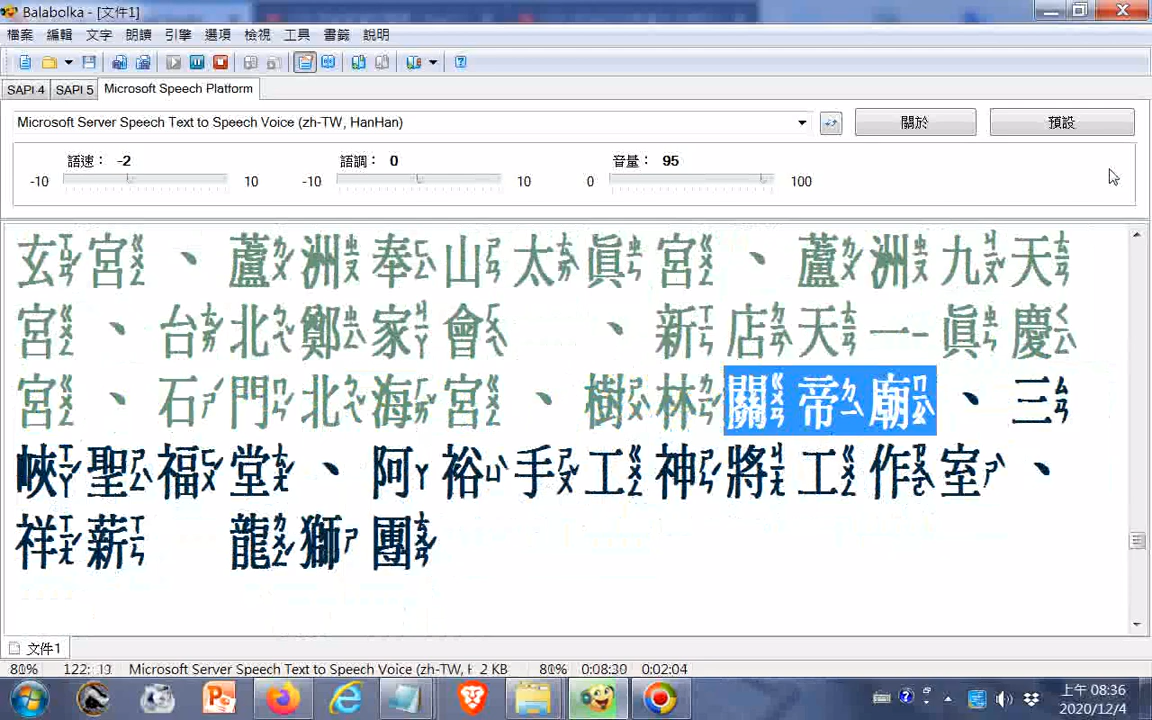 Balabolka - [文件1]
檔案 編輯 文字 朗讀 引擎 選項 檢視 工具 書籤 說明
SAPI 4 SAPI 5 Microsoft Speech Platform
Microsoft Server Speech Text to Speech Voice (zh-TW, HanHan) 關於 預設
語速： -2 語調： 0 音量： 95
-10 10 -10 10 0 100
玄宮、蘆洲奉山太眞宮、蘆洲九天
宮、台北鄭家會 、新店天一眞慶
宮、石門北海宮、樹林關帝廟、三
峽聖福堂、阿裕手工神將工作室、
祥薪 龍獅團
文件1
80% 122: 13 Microsoft Server Speech Text to Speech Voice (zh-TW, H 2 KB 80% 0:08:30 0:02:04
上午 08:36
2020/12/4